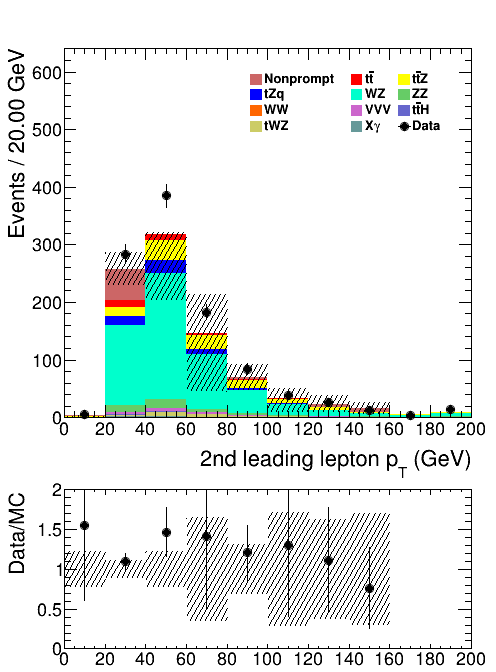 Events / 20.00 GeV
600
500
400
300
200
100
0
Nonprompt tt̄ tt̄Z
tZq WZ ZZ
WW VVV tt̄H
tWZ Xγ Data
0 20 40 60 80 100 120 140 160 180 200
2nd leading lepton p_T (GeV)
Data/MC
2
1.5
1
0.5
0
0 20 40 60 80 100 120 140 160 180 200